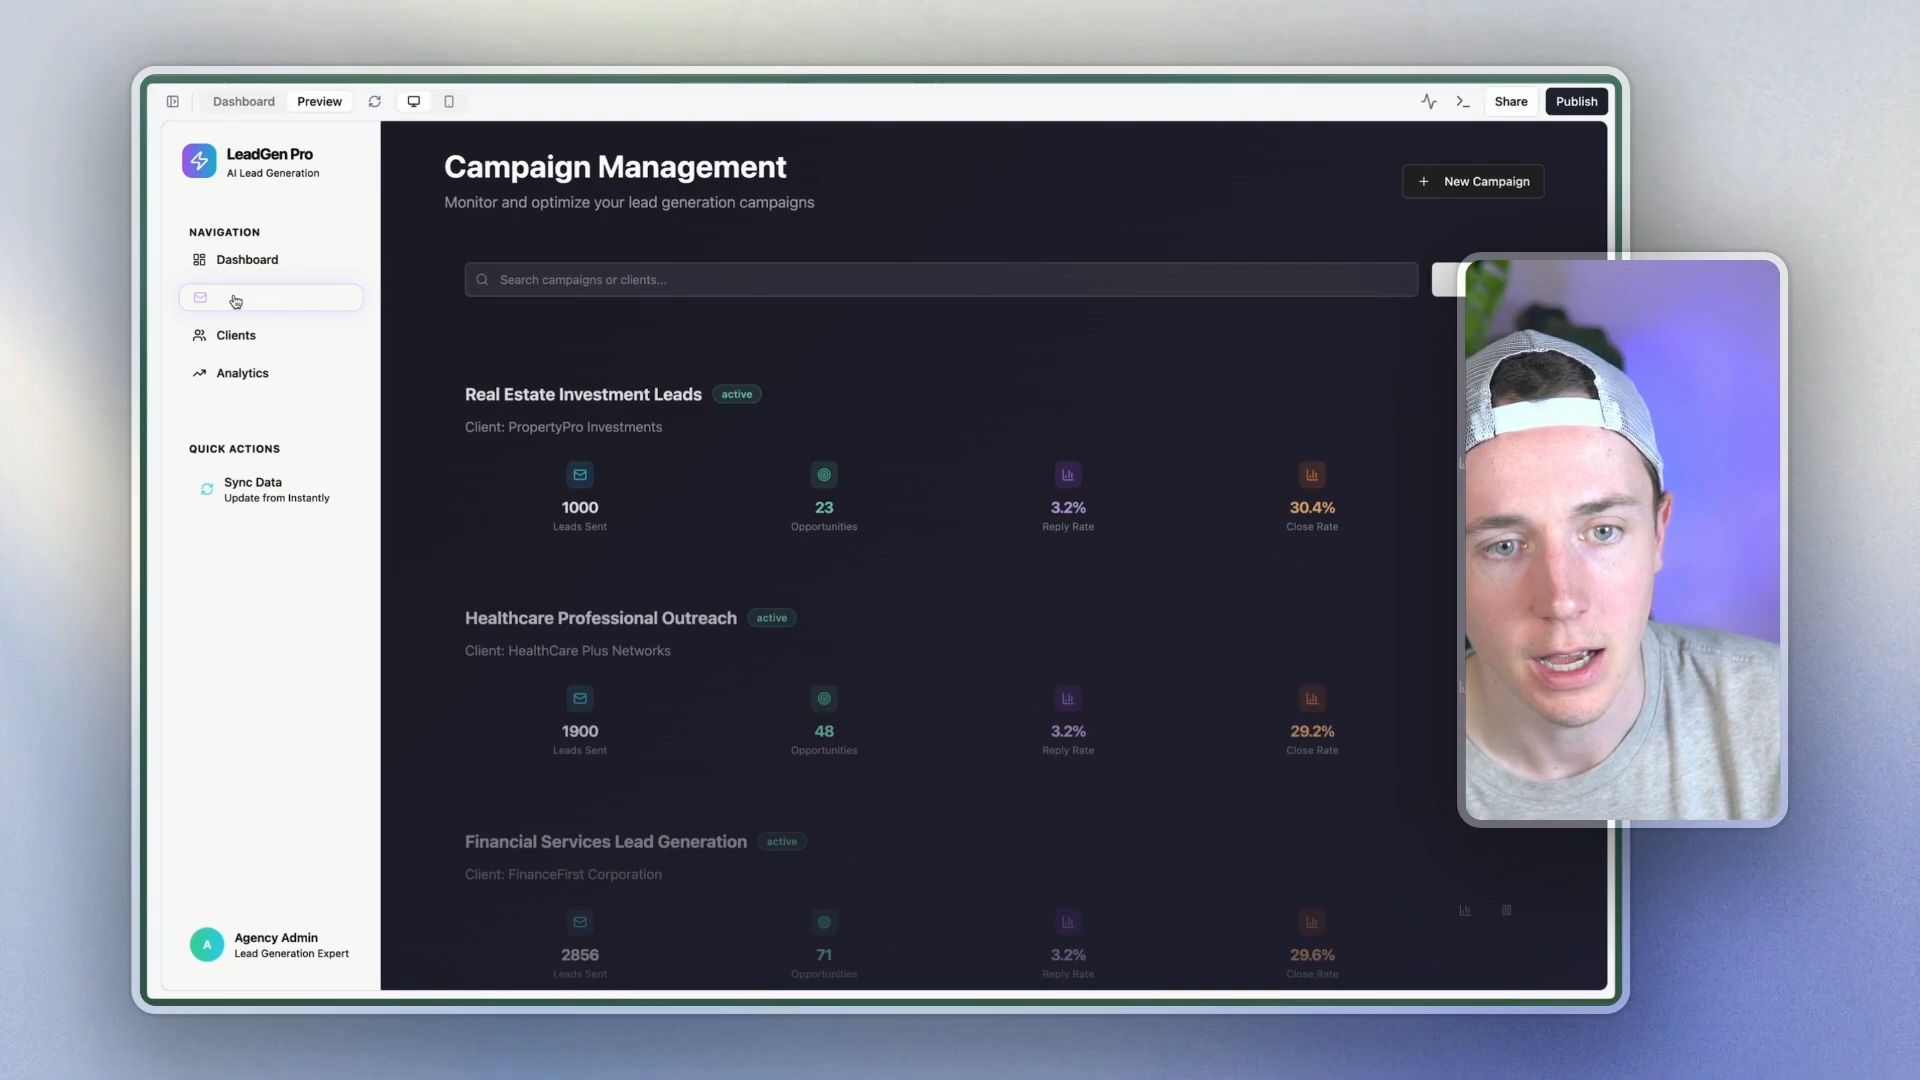 Dashboard
Preview
Share
Publish
LeadGen Pro
AI Lead Generation
NAVIGATION
Dashboard
Clients
Analytics
QUICK ACTIONS
Sync Data
Update from Instantly
A
Agency Admin
Lead Generation Expert
Campaign Management
Monitor and optimize your lead generation campaigns
New Campaign
Search campaigns or clients...
Real Estate Investment Leads
active
Client: PropertyPro Investments
1000
23
3.2%
30.4%
Leads Sent
Opportunities
Reply Rate
Close Rate
Healthcare Professional Outreach
active
Client: HealthCare Plus Networks
1900
48
3.2%
29.2%
Leads Sent
Opportunities
Reply Rate
Close Rate
Financial Services Lead Generation
active
Client: FinanceFirst Corporation
2856
71
3.2%
29.6%
Leads Sent
Opportunities
Reply Rate
Close Rate